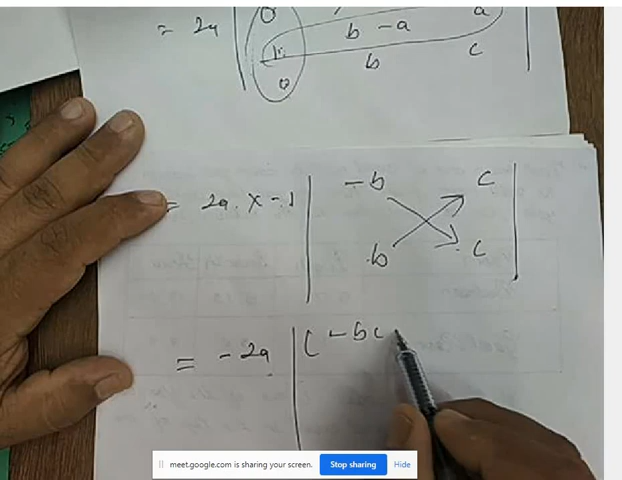 = 2a | 0 a
1 b - a
0 b c |
= 2a x - 1 | - b c
b c |
= - 2a | ( - bc
meet.google.com is sharing your screen. Stop sharing Hide